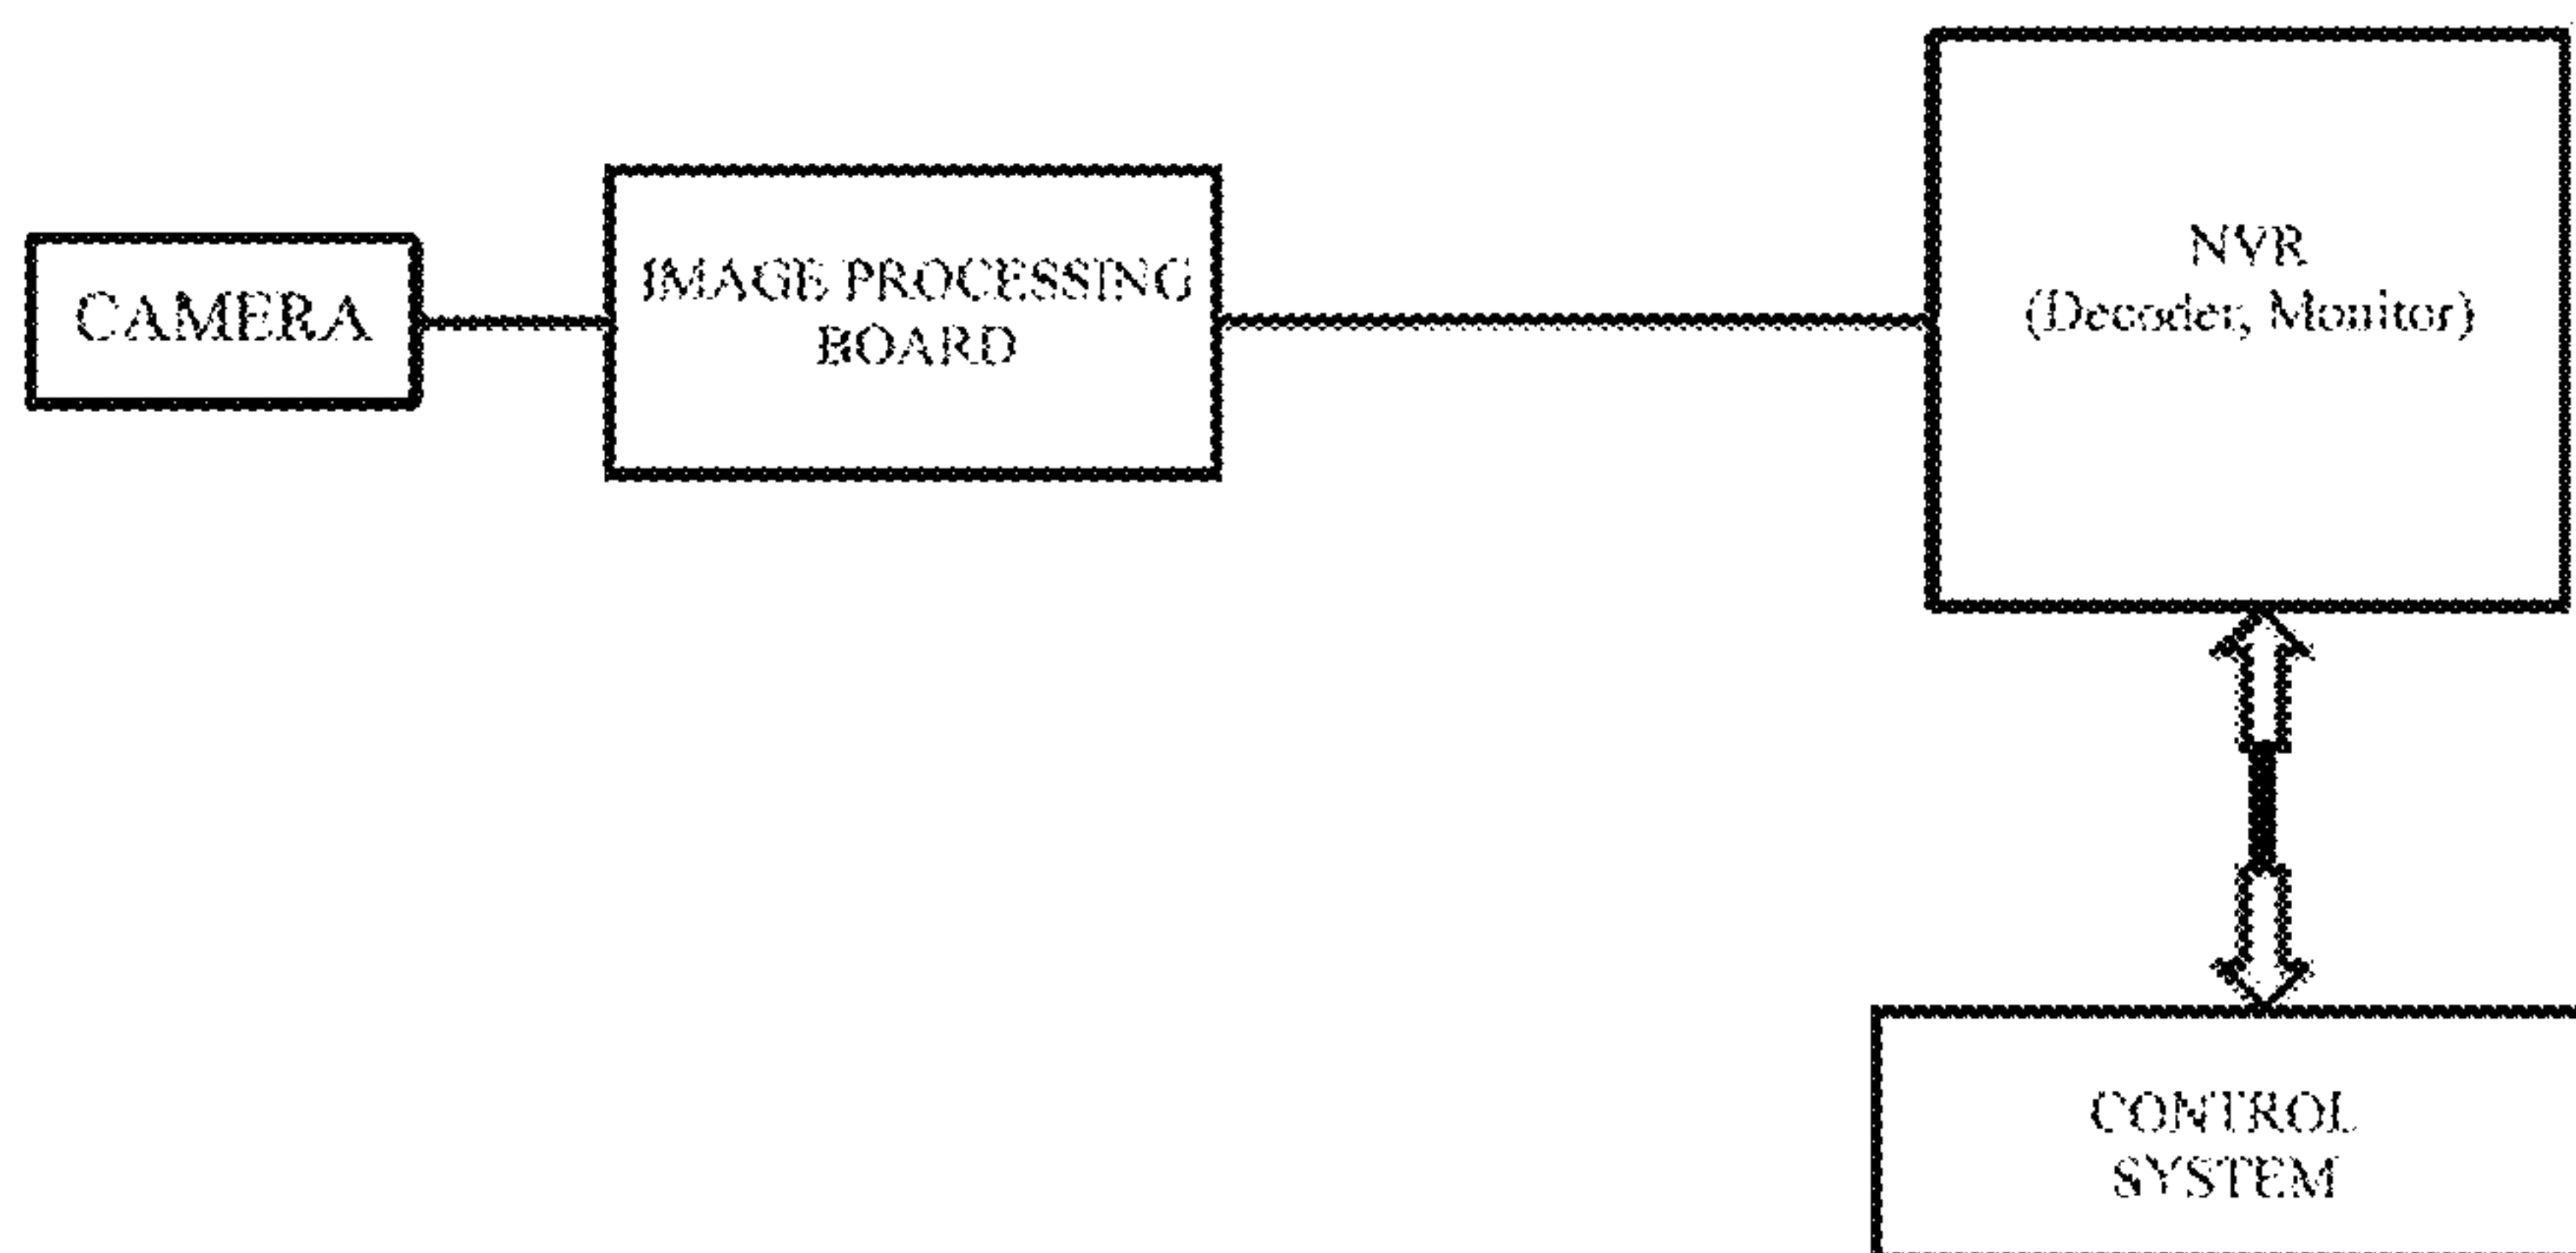 CAMERA
IMAGE PROCESSING
BOARD
NVR
(Decoder, Monitor)
CONTROL
SYSTEM